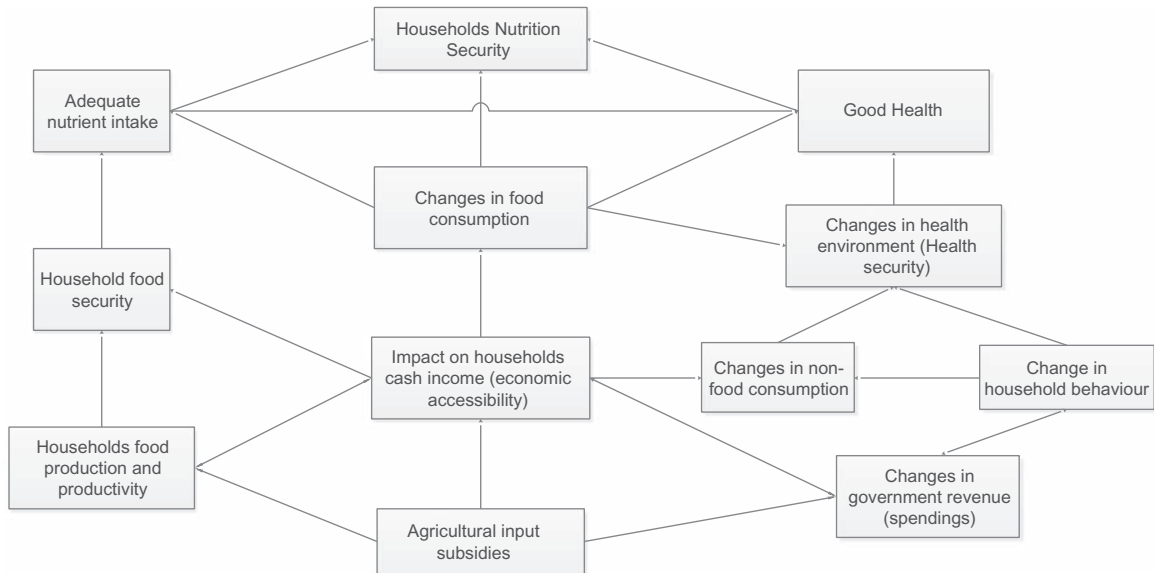 Households Nutrition
Security
Adequate
nutrient intake
Good Health
Changes in food
consumption
Changes in health
environment (Health
security)
Household food
security
Impact on households
cash income (economic
accessibility)
Changes in non-
food consumption
Change in
household behaviour
Households food
production and
productivity
Changes in
government revenue
(spendings)
Agricultural input
subsidies